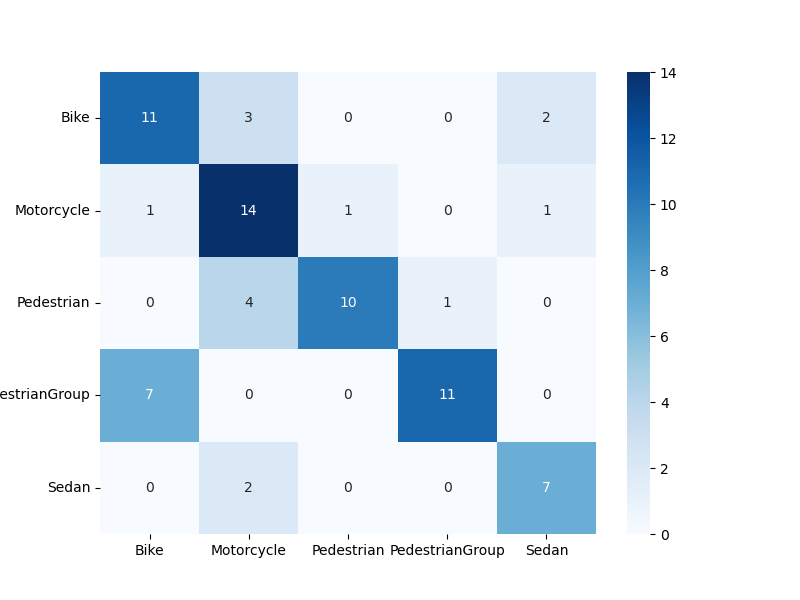 Bike 11 3 0 0 2
Motorcycle 1 14 1 0 1
Pedestrian 0 4 10 1 0
estrianGroup 7 0 0 11 0
Sedan 0 2 0 0 7
Bike Motorcycle Pedestrian PedestrianGroup Sedan
14
12
10
8
6
4
2
0